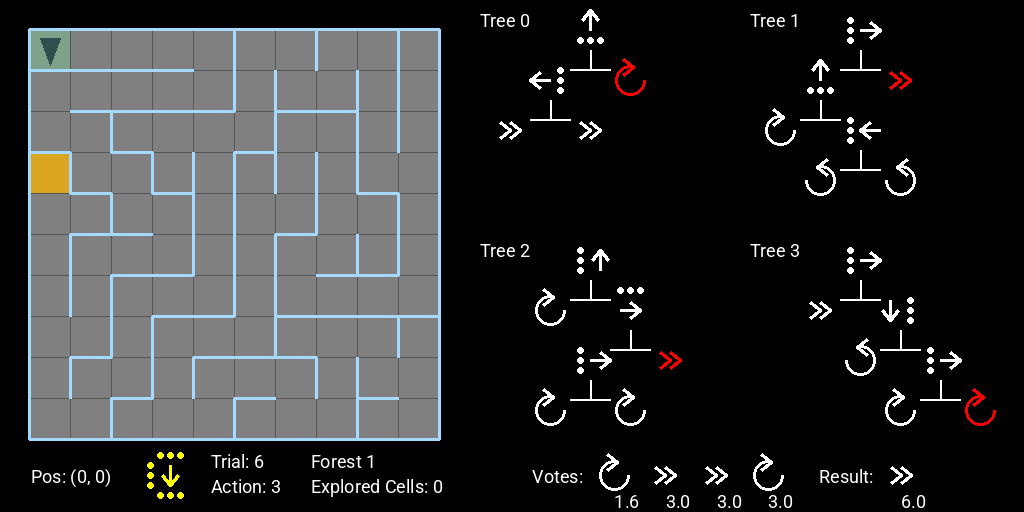 Tree 0
Tree 1
Tree 2
Tree 3
Pos: (0, 0)
Trial: 6
Action: 3
Forest 1
Explored Cells: 0
Votes:
1.6
3.0
3.0
3.0
Result:
6.0